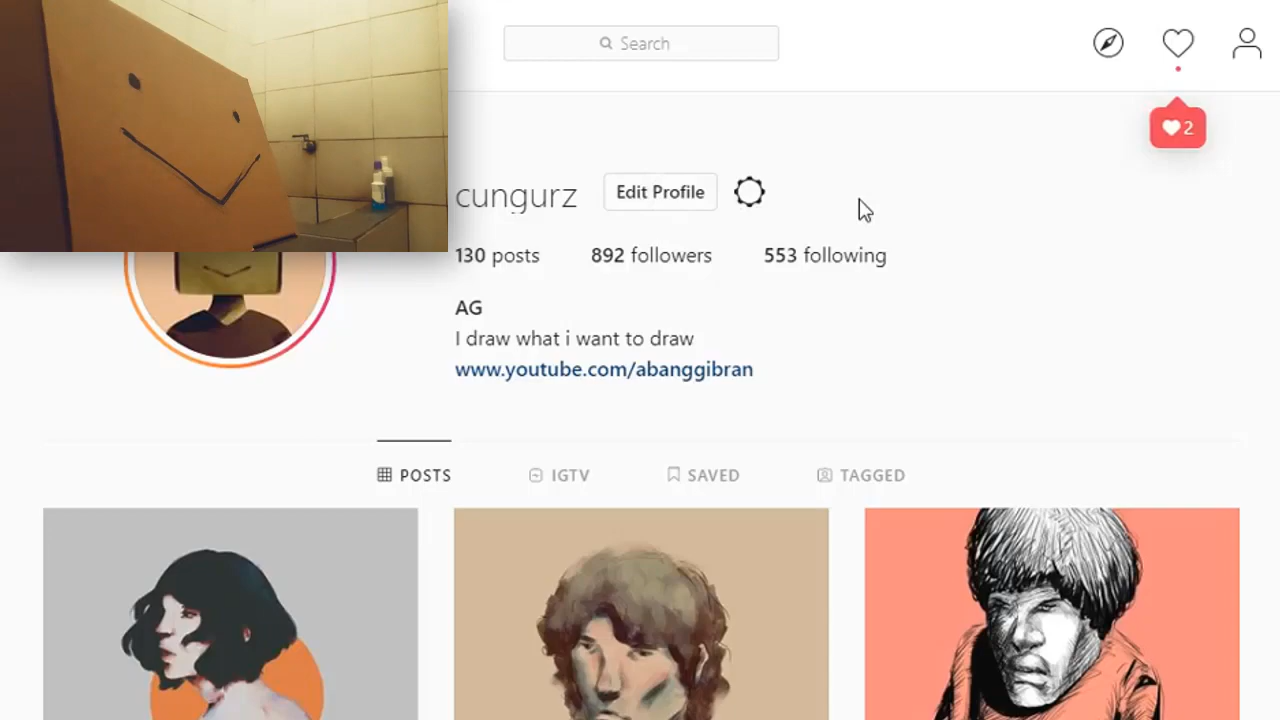 Search
2
cungurz
Edit Profile
130 posts 892 followers 553 following
AG
I draw what i want to draw
www.youtube.com/abanggibran
POSTS IGTV SAVED TAGGED